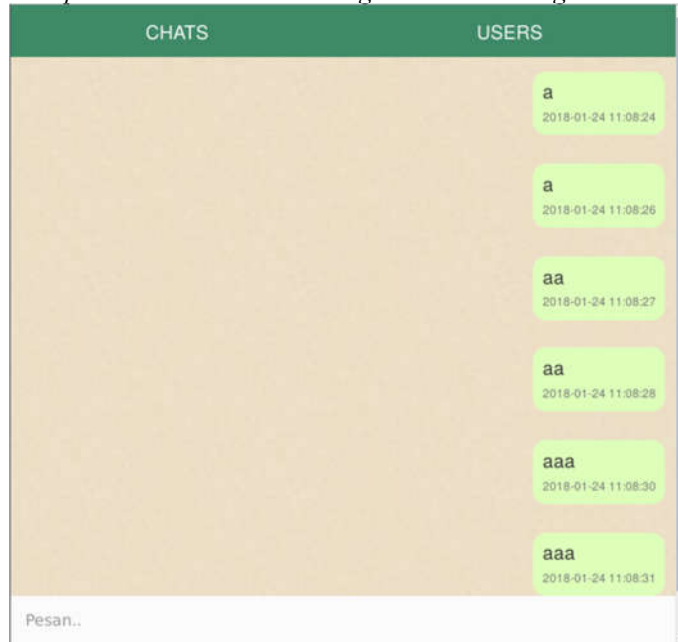 CHATS USERS
a
2018-01-24 11:08:24
a
2018-01-24 11:08:26
aa
2018-01-24 11:08:27
aa
2018-01-24 11:08:28
aaa
2018-01-24 11:08:30
aaa
2018-01-24 11:08:31
Pesan..